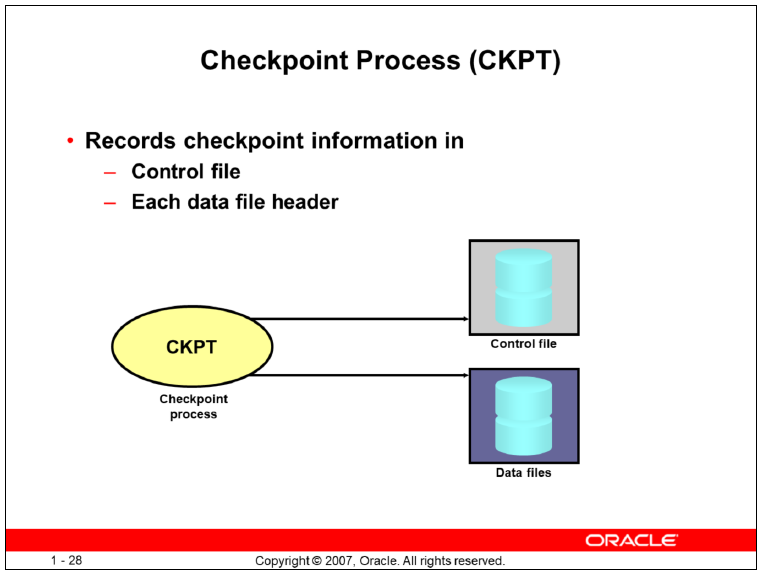 Checkpoint Process (CKPT)
• Records checkpoint information in
– Control file
– Each data file header
CKPT
Checkpoint
process
Control file
Data files
ORACLE
1 - 28
Copyright © 2007, Oracle. All rights reserved.